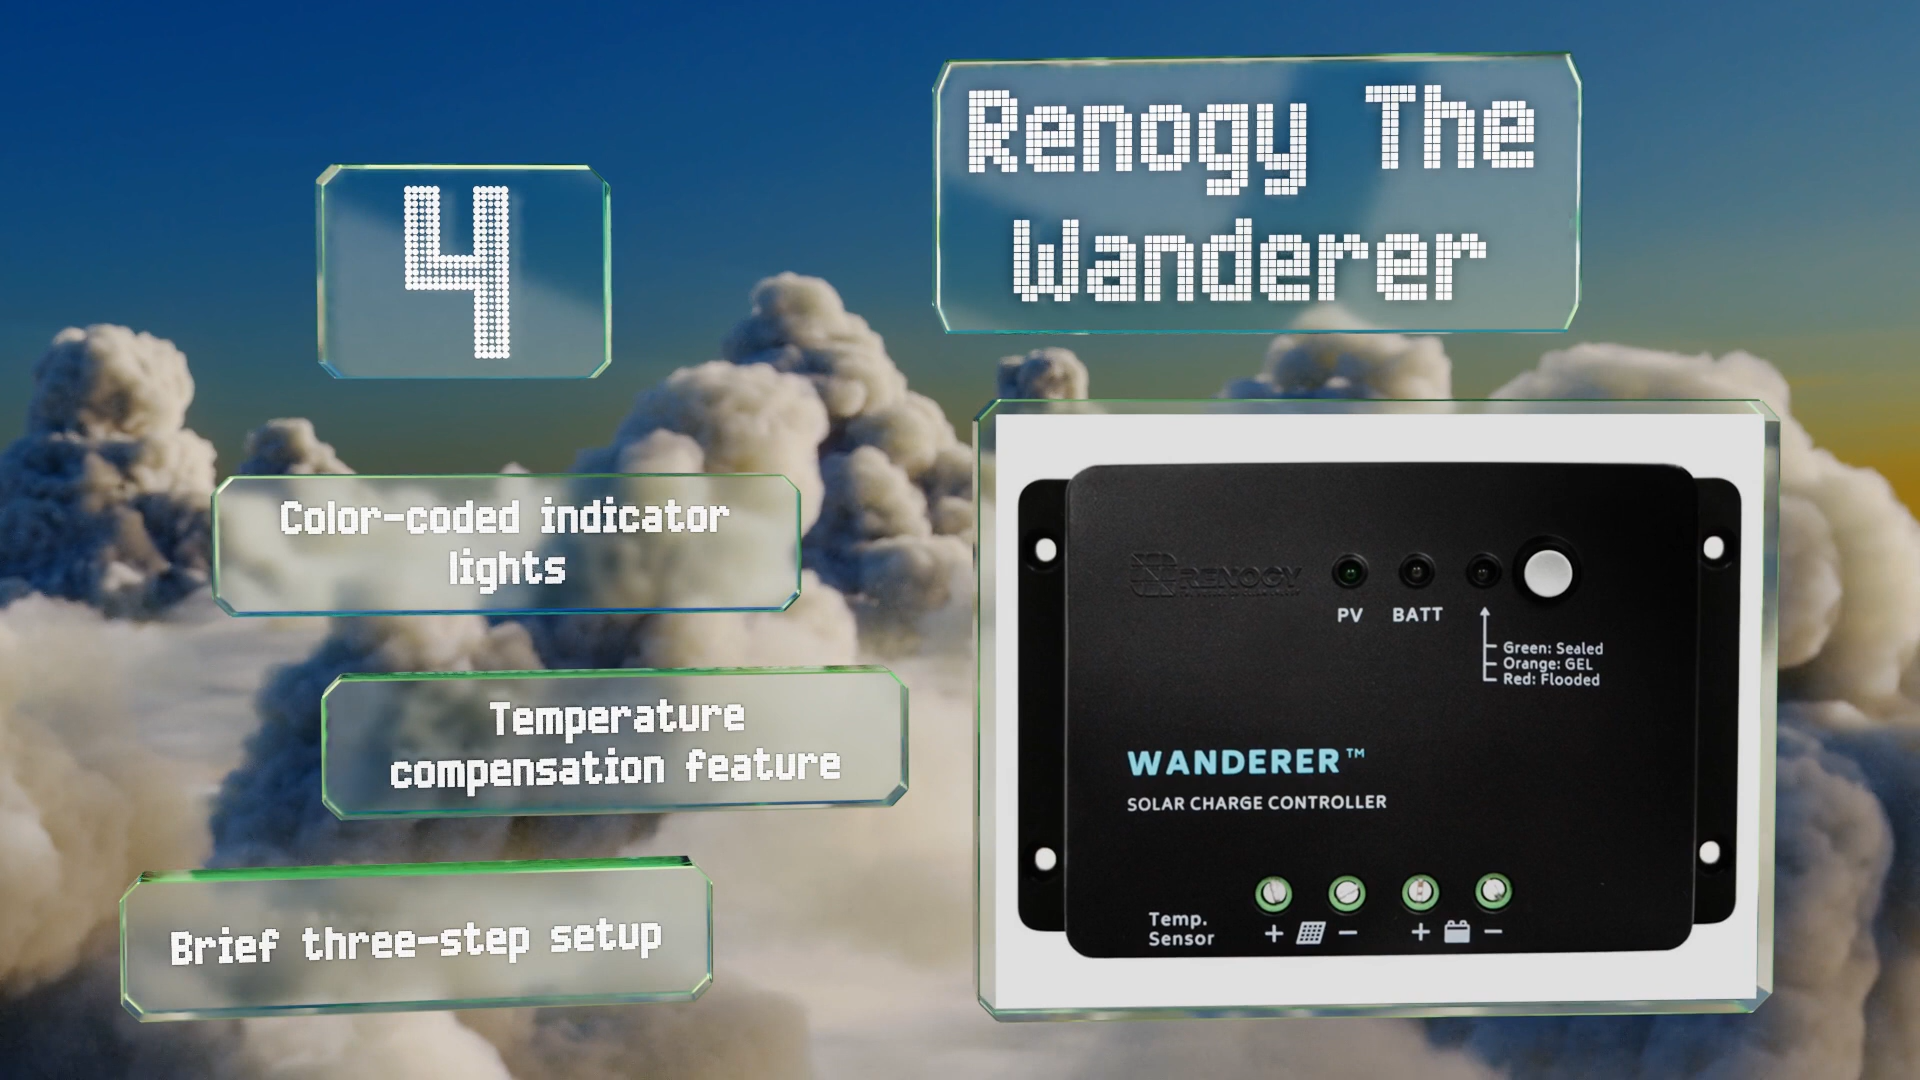 4
Renogy The
Wanderer
Color-coded indicator
lights
Temperature
compensation feature
Brief three-step setup
RENOGY
PV
BATT
Green: Sealed
Orange: GEL
Red: Flooded
WANDERER™
SOLAR CHARGE CONTROLLER
Temp.
Sensor
+ − + −